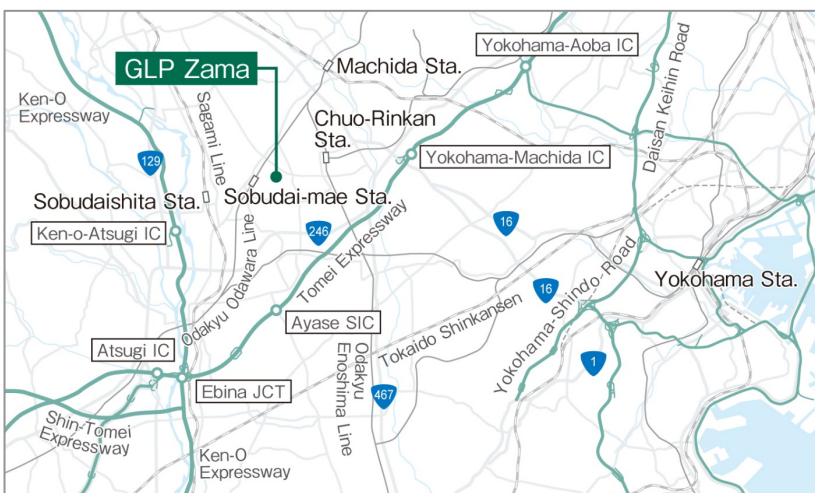 GLP Zama
Yokohama-Aoba IC
Machida Sta.
Ken-O
Expressway
Sagami Line
Chuo-Rinkan
Sta.
Daisan Keihin Road
129
Yokohama-Machida IC
Sobudaishita Sta.
Sobudai-mae Sta.
Ken-o-Atsugi IC
246
16
Tomei Expressway
Odakyu Odawara Line
16
Yokohama Sta.
Ayase SIC
Tokaido Shinkansen
Yokohama-Shindo-Road
Atsugi IC
Odakyu
Enoshima Line
1
Ebina JCT
467
Shin-Tomei
Expressway
Ken-O
Expressway